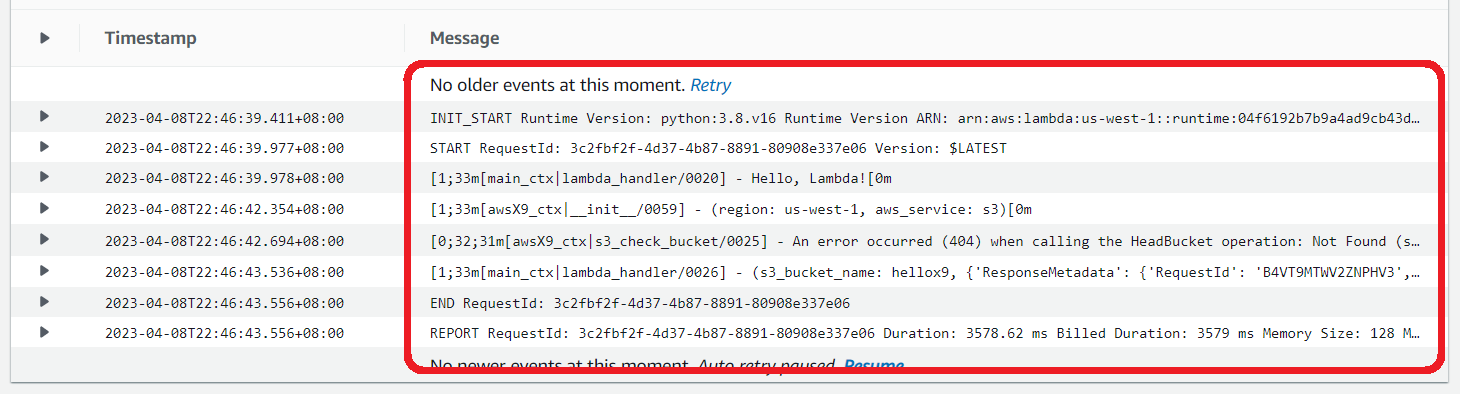 Timestamp Message
No older events at this moment. Retry
2023-04-08T22:46:39.411+08:00 INIT_START Runtime Version: python:3.8.v16 Runtime Version ARN: arn:aws:lambda:us-west-1::runtime:04f6192b7b9a4ad9cb43d…
2023-04-08T22:46:39.977+08:00 START RequestId: 3c2fbf2f-4d37-4b87-8891-80908e337e06 Version: $LATEST
2023-04-08T22:46:39.978+08:00 [1;33m[main_ctx|lambda_handler/0020] - Hello, Lambda![0m
2023-04-08T22:46:42.354+08:00 [1;33m[awsX9_ctx|__init__/0059] - (region: us-west-1, aws_service: s3)[0m
2023-04-08T22:46:42.694+08:00 [0;32;31m[awsX9_ctx|s3_check_bucket/0025] - An error occurred (404) when calling the HeadBucket operation: Not Found (s…
2023-04-08T22:46:43.536+08:00 [1;33m[main_ctx|lambda_handler/0026] - (s3_bucket_name: hellox9, {'ResponseMetadata': {'RequestId': 'B4VT9MTWV2ZNPHV3',…
2023-04-08T22:46:43.556+08:00 END RequestId: 3c2fbf2f-4d37-4b87-8891-80908e337e06
2023-04-08T22:46:43.556+08:00 REPORT RequestId: 3c2fbf2f-4d37-4b87-8891-80908e337e06 Duration: 3578.62 ms Billed Duration: 3579 ms Memory Size: 128 M…
No newer events at this moment. Auto retry paused. Resume